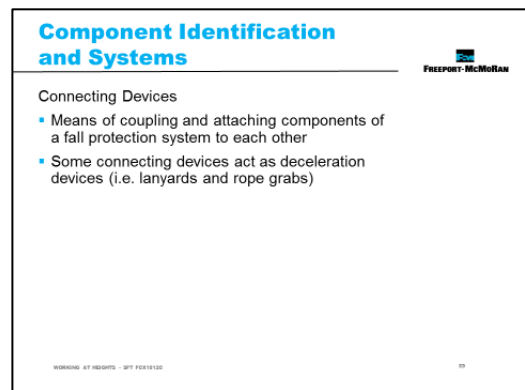 Component Identification
and Systems
FREEPORT-MCMORAN
Connecting Devices
▪ Means of coupling and attaching components of
a fall protection system to each other
▪ Some connecting devices act as deceleration
devices (i.e. lanyards and rope grabs)
WORKING AT HEIGHTS – SFT FCX1012C